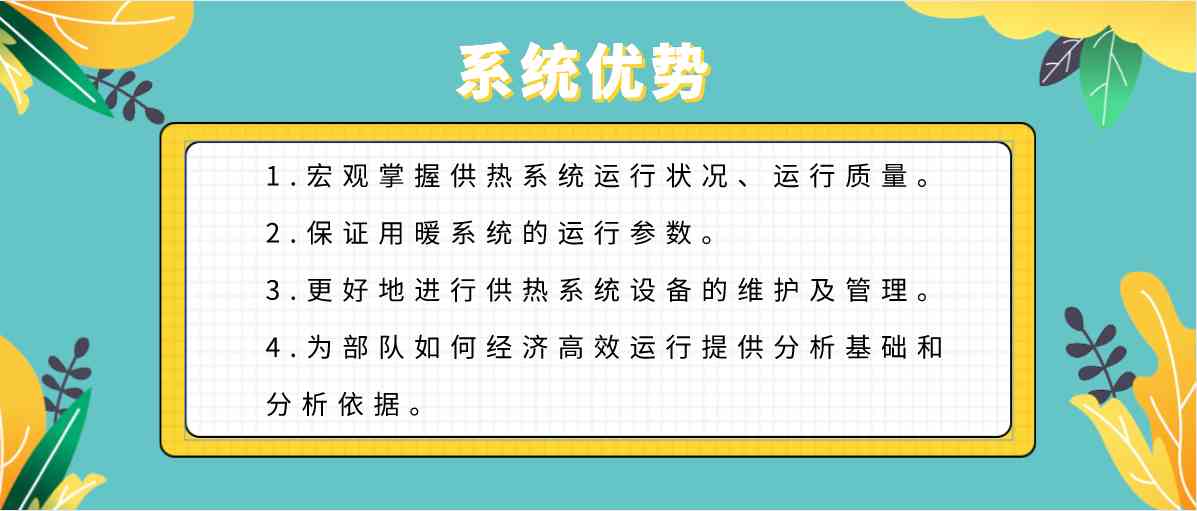 系统优势
1.宏观掌握供热系统运行状况、运行质量。
2.保证用暖系统的运行参数。
3.更好地进行供热系统设备的维护及管理。
4.为部队如何经济高效运行提供分析基础和
分析依据。